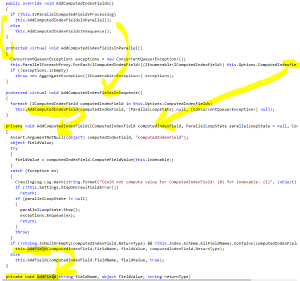 public override void AddComputedIndexFields()
{
if (this.IsParallelComputedFieldsProcessing)
this.AddComputedIndexFieldsInParallel();
else
this.AddComputedIndexFieldsInSequence();
}
protected virtual void AddComputedIndexFieldsInParallel()
{
ConcurrentQueue<Exception> exceptions = new ConcurrentQueue<Exception>();
this.ParallelForeachProxy.ForEach<IComputedIndexField>((IEnumerable<IComputedIndexField>) this.Options.ComputedIndexFie
if (!exceptions.IsEmpty)
throw new AggregateException((IEnumerable<Exception>) exceptions);
}
protected virtual void AddComputedIndexFieldsInSequence()
{
foreach (IComputedIndexField computedIndexField in this.Options.ComputedIndexFields)
this.AddComputedIndexField(computedIndexField, (ParallelLoopState) null, (ConcurrentQueue<Exception>) null);
}
private void AddComputedIndexField(IComputedIndexField computedIndexField, ParallelLoopState parallelLoopState = null, Con
{
Assert.ArgumentNotNull((object) computedIndexField, "computedIndexField");
object fieldValue;
try
{
fieldValue = computedIndexField.ComputeFieldValue(this.Indexable);
}
catch (Exception ex)
{
CrawlingLog.Log.Warn(string.Format("Could not compute value for ComputedIndexField: {0} for indexable: {1}", (object)
if (!this.Settings.StopOnCrawlFieldError())
return;
if (parallelLoopState != null)
{
parallelLoopState.Stop();
exceptions.Enqueue(ex);
return;
}
throw;
}
if (!string.IsNullOrEmpty(computedIndexField.ReturnType) && !this.Index.Schema.AllFieldNames.Contains(computedIndexField
this.AddField(computedIndexField.FieldName, fieldValue, computedIndexField.ReturnType);
else
this.AddField(computedIndexField.FieldName, fieldValue, true);
}
private void AddField(string fieldName, object fieldValue, string returnType)